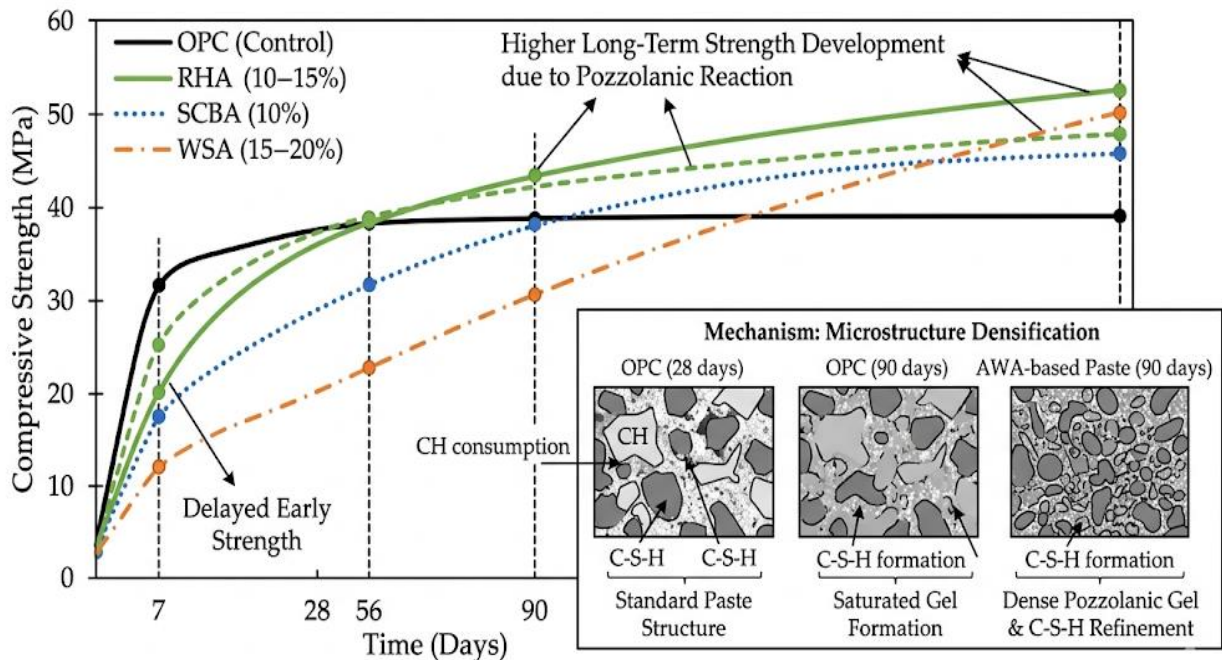 60
50
40
30
20
10
0
Compressive Strength (MPa)
OPC (Control)
RHA (10–15%)
SCBA (10%)
WSA (15–20%)
Higher Long-Term Strength Development
due to Pozzolanic Reaction
Delayed Early
Strength
7
28
56
90
Time (Days)
Mechanism: Microstructure Densification
OPC (28 days)
OPC (90 days)
AWA-based Paste (90 days)
CH consumption
CH
C-S-H
C-S-H
C-S-H formation
C-S-H formation
Standard Paste
Structure
Saturated Gel
Formation
Dense Pozzolanic Gel
& C-S-H Refinement